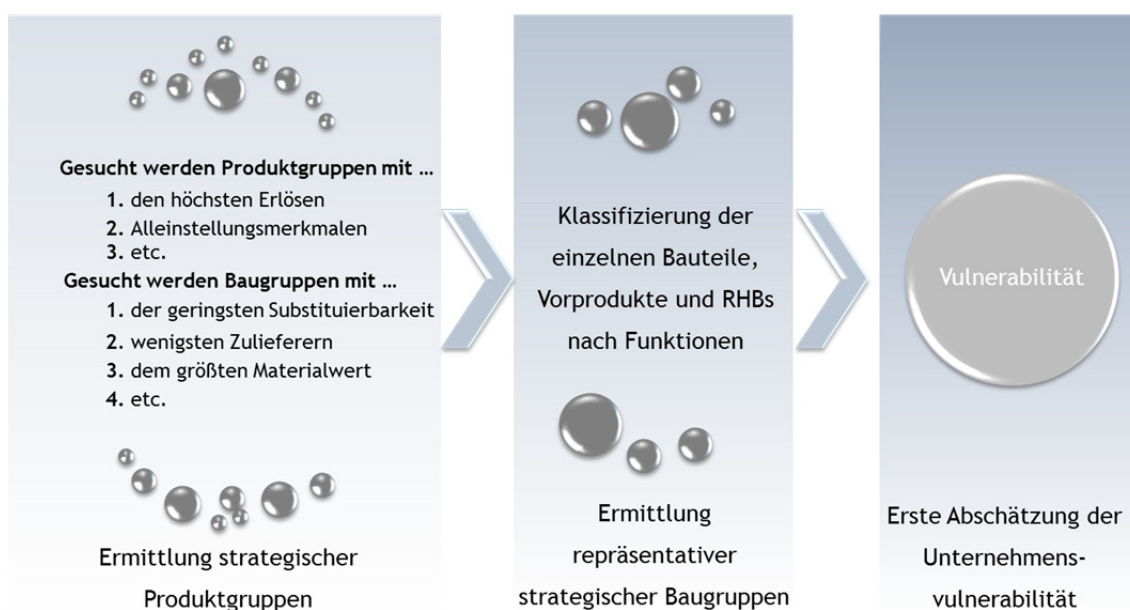 Gesucht werden Produktgruppen mit …
1. den höchsten Erlösen
2. Alleinstellungsmerkmalen
3. etc.
Gesucht werden Baugruppen mit …
1. der geringsten Substituierbarkeit
2. wenigsten Zulieferern
3. dem größten Materialwert
4. etc.
Ermittlung strategischer
Produktgruppen
Klassifizierung der
einzelnen Bauteile,
Vorprodukte und RHBs
nach Funktionen
Ermittlung
repräsentativer
strategischer Baugruppen
Vulnerabilität
Erste Abschätzung der
Unternehmens-
vulnerabilität